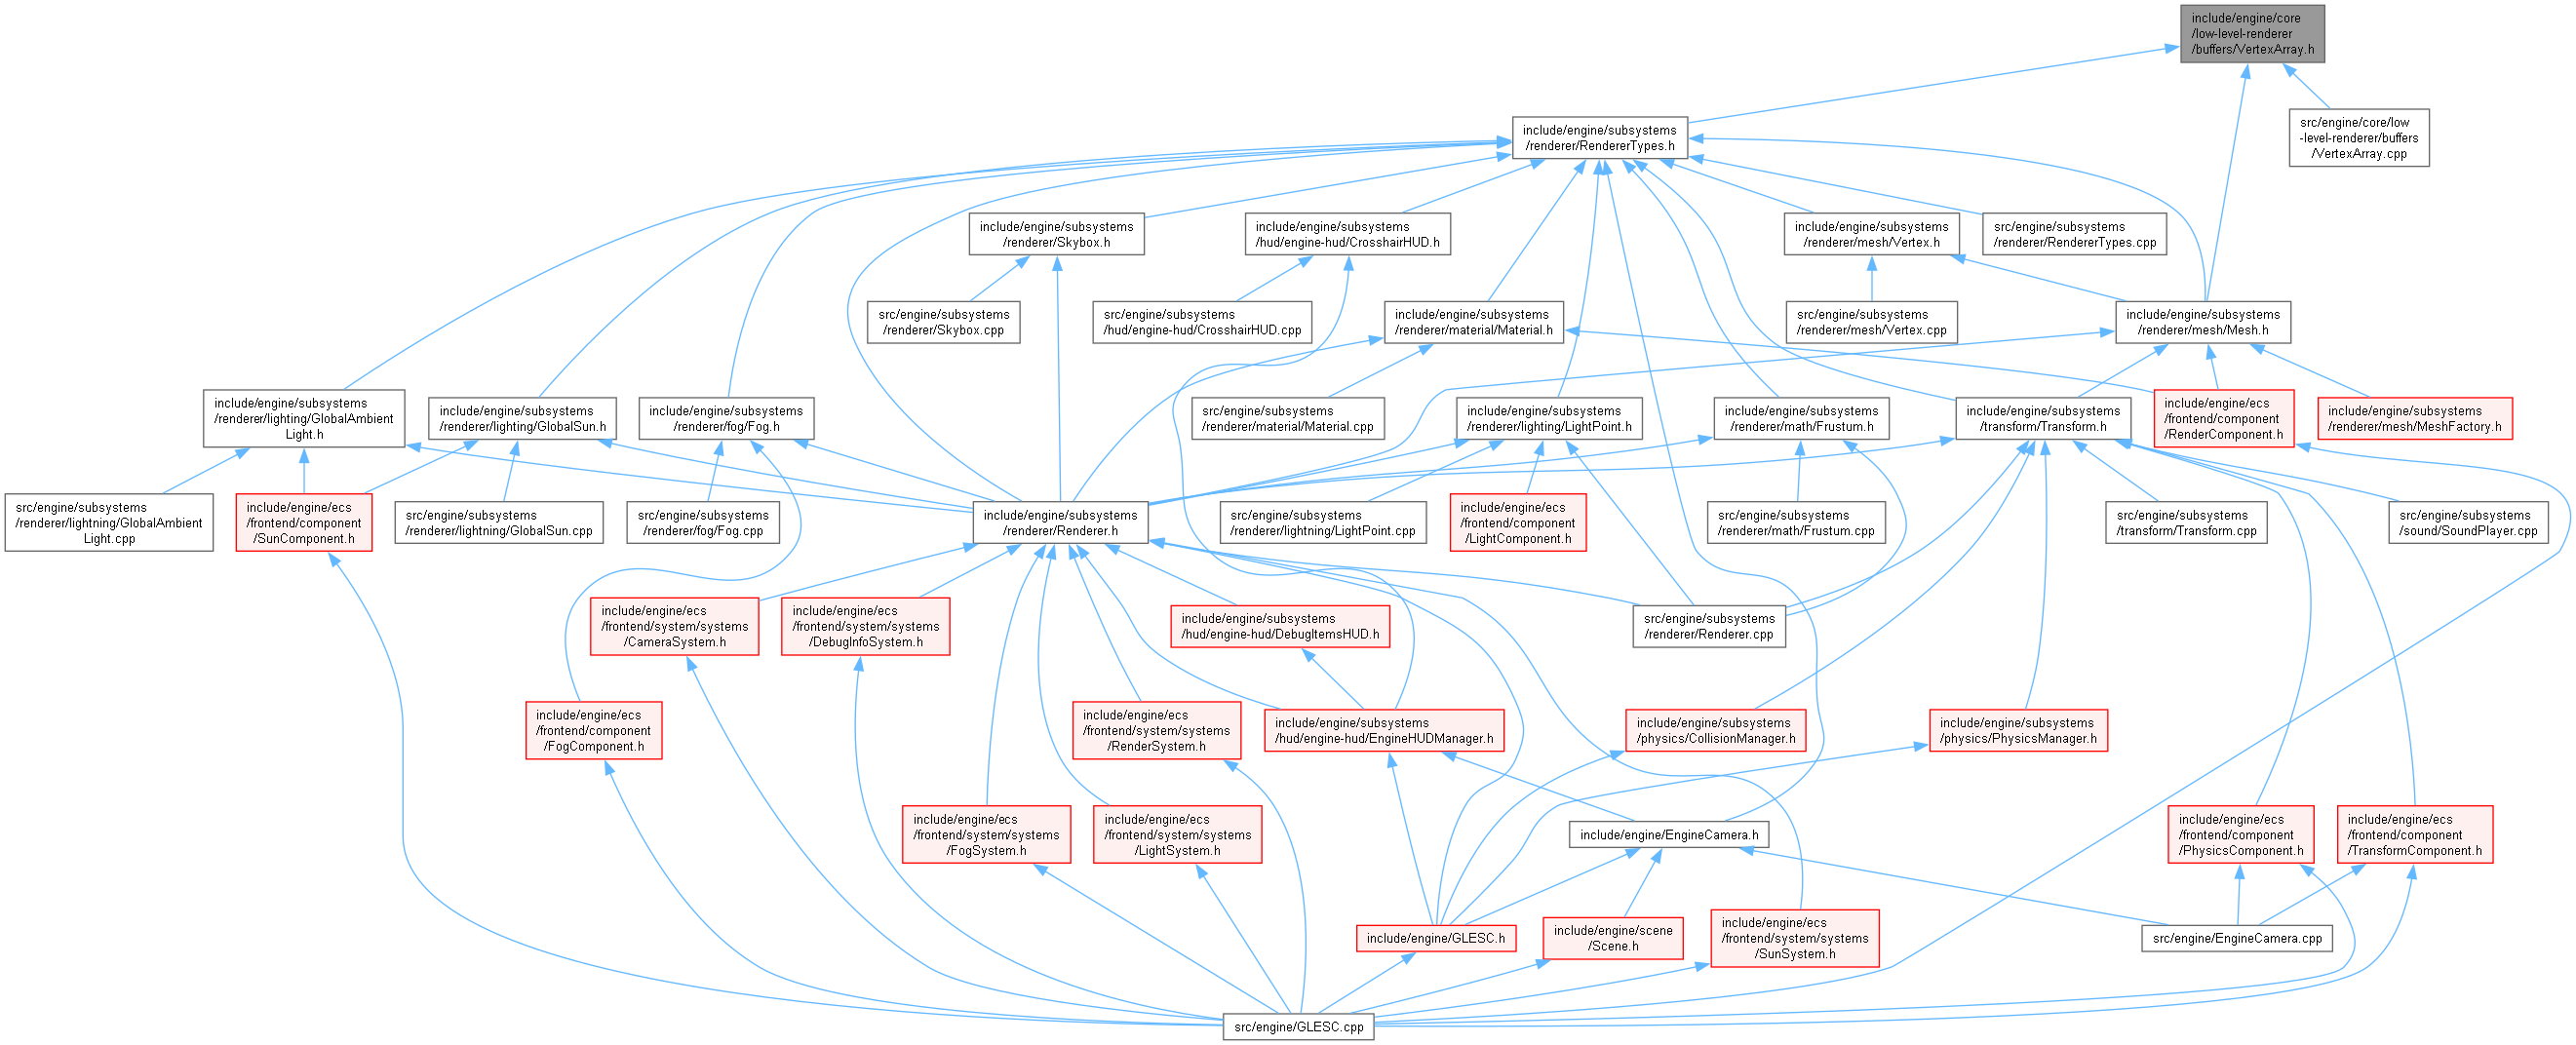 include/engine/core
/low-level-renderer
/buffers/VertexArray.h
include/engine/subsystems
/renderer/RendererTypes.h
src/engine/core/low
-level-renderer/buffers
/VertexArray.cpp
include/engine/subsystems
/renderer/Skybox.h
include/engine/subsystems
/hud/engine-hud/CrosshairHUD.h
include/engine/subsystems
/renderer/mesh/Vertex.h
src/engine/subsystems
/renderer/RendererTypes.cpp
src/engine/subsystems
/renderer/Skybox.cpp
src/engine/subsystems
/hud/engine-hud/CrosshairHUD.cpp
include/engine/subsystems
/renderer/material/Material.h
src/engine/subsystems
/renderer/mesh/Vertex.cpp
include/engine/subsystems
/renderer/mesh/Mesh.h
include/engine/subsystems
/renderer/lighting/GlobalAmbient
Light.h
include/engine/subsystems
/renderer/lighting/GlobalSun.h
include/engine/subsystems
/renderer/fog/Fog.h
src/engine/subsystems
/renderer/material/Material.cpp
include/engine/subsystems
/renderer/lighting/LightPoint.h
include/engine/subsystems
/renderer/math/Frustum.h
include/engine/subsystems
/transform/Transform.h
include/engine/ecs
/frontend/component
/RenderComponent.h
include/engine/subsystems
/renderer/mesh/MeshFactory.h
src/engine/subsystems
/renderer/lightning/GlobalAmbient
Light.cpp
include/engine/ecs
/frontend/component
/SunComponent.h
src/engine/subsystems
/renderer/lightning/GlobalSun.cpp
src/engine/subsystems
/renderer/fog/Fog.cpp
include/engine/subsystems
/renderer/Renderer.h
src/engine/subsystems
/renderer/lightning/LightPoint.cpp
include/engine/ecs
/frontend/component
/LightComponent.h
src/engine/subsystems
/renderer/math/Frustum.cpp
src/engine/subsystems
/transform/Transform.cpp
src/engine/subsystems
/sound/SoundPlayer.cpp
include/engine/ecs
/frontend/system/systems
/CameraSystem.h
include/engine/ecs
/frontend/system/systems
/DebugInfoSystem.h
include/engine/subsystems
/hud/engine-hud/DebugItemsHUD.h
src/engine/subsystems
/renderer/Renderer.cpp
include/engine/ecs
/frontend/component
/FogComponent.h
include/engine/ecs
/frontend/system/systems
/RenderSystem.h
include/engine/subsystems
/hud/engine-hud/EngineHUDManager.h
include/engine/subsystems
/physics/CollisionManager.h
include/engine/subsystems
/physics/PhysicsManager.h
include/engine/ecs
/frontend/system/systems
/FogSystem.h
include/engine/ecs
/frontend/system/systems
/LightSystem.h
include/engine/EngineCamera.h
include/engine/ecs
/frontend/component
/PhysicsComponent.h
include/engine/ecs
/frontend/component
/TransformComponent.h
include/engine/GLESC.h
include/engine/scene
/Scene.h
include/engine/ecs
/frontend/system/systems
/SunSystem.h
src/engine/EngineCamera.cpp
src/engine/GLESC.cpp